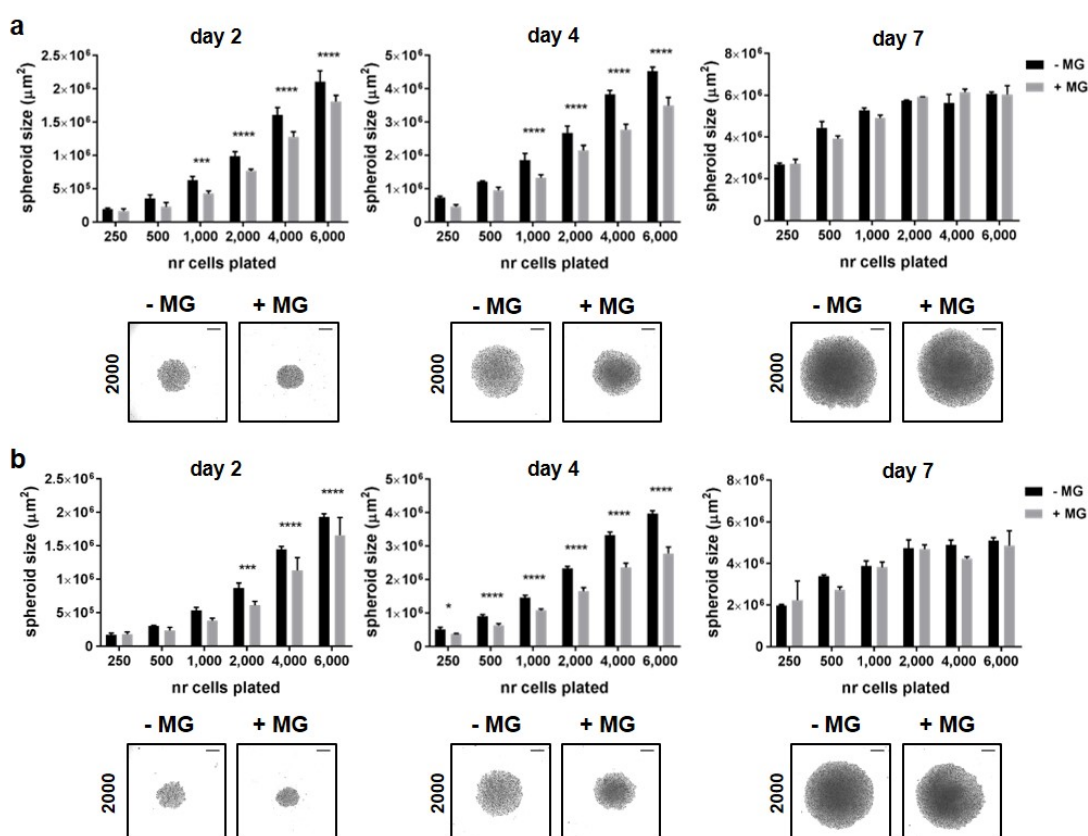 a
day 2
day 4
day 7
spheroid size (μm²)
2.5×10⁶
2×10⁶
1.5×10⁶
1×10⁶
5×10⁵
0
***
****
****
****
250 500 1,000 2,000 4,000 6,000
nr cells plated
spheroid size (μm²)
5×10⁶
4×10⁶
3×10⁶
2×10⁶
1×10⁶
0
****
****
****
****
250 500 1,000 2,000 4,000 6,000
nr cells plated
spheroid size (μm²)
8×10⁶
6×10⁶
4×10⁶
2×10⁶
0
250 500 1,000 2,000 4,000 6,000
nr cells plated
- MG
+ MG
- MG + MG
2000
- MG + MG
2000
- MG + MG
2000
b
day 2
day 4
day 7
spheroid size (μm²)
2.5×10⁶
2×10⁶
1.5×10⁶
1×10⁶
5×10⁵
0
***
****
****
250 500 1,000 2,000 4,000 6,000
nr cells plated
spheroid size (μm²)
5×10⁶
4×10⁶
3×10⁶
2×10⁶
1×10⁶
0
*
****
****
****
****
****
250 500 1,000 2,000 4,000 6,000
nr cells plated
spheroid size (μm²)
8×10⁶
6×10⁶
4×10⁶
2×10⁶
0
250 500 1,000 2,000 4,000 6,000
nr cells plated
- MG
+ MG
- MG + MG
2000
- MG + MG
2000
- MG + MG
2000